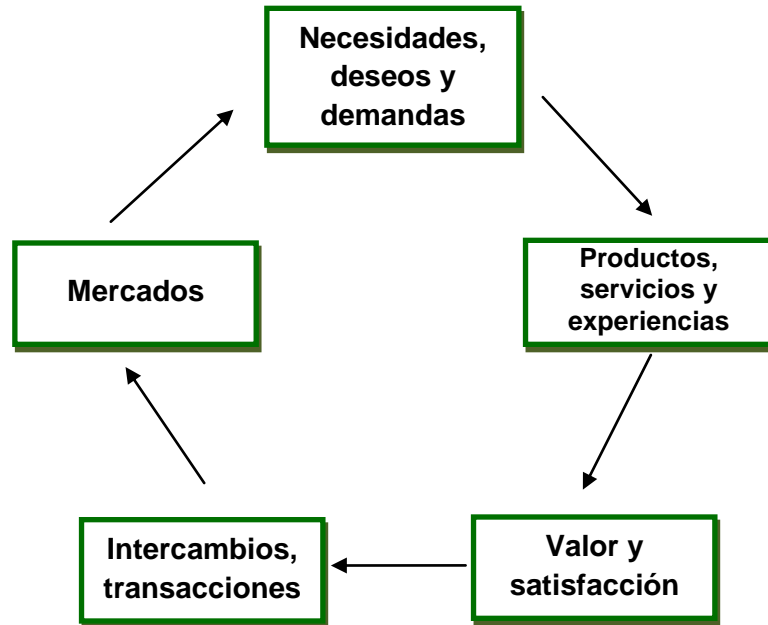 Necesidades,
deseos y
demandas
Mercados
Productos,
servicios y
experiencias
Intercambios,
transacciones
Valor y
satisfacción